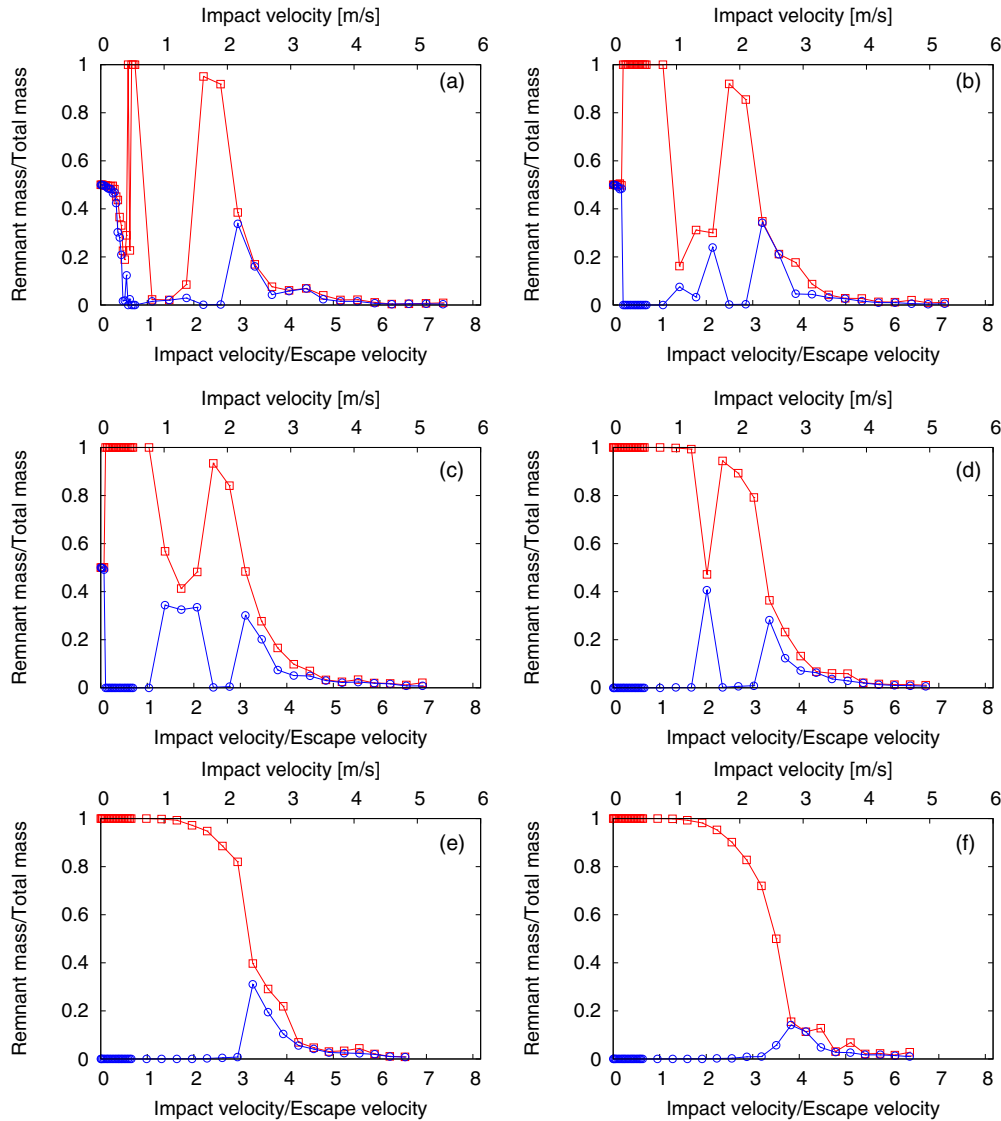 Impact velocity [m/s]
0 1 2 3 4 5 6
Remnant mass/Total mass
1
0.8
0.6
0.4
0.2
0
(a)
0 1 2 3 4 5 6 7 8
Impact velocity/Escape velocity
Impact velocity [m/s]
0 1 2 3 4 5 6
Remnant mass/Total mass
1
0.8
0.6
0.4
0.2
0
(b)
0 1 2 3 4 5 6 7 8
Impact velocity/Escape velocity
Impact velocity [m/s]
0 1 2 3 4 5 6
Remnant mass/Total mass
1
0.8
0.6
0.4
0.2
0
(c)
0 1 2 3 4 5 6 7 8
Impact velocity/Escape velocity
Impact velocity [m/s]
0 1 2 3 4 5 6
Remnant mass/Total mass
1
0.8
0.6
0.4
0.2
0
(d)
0 1 2 3 4 5 6 7 8
Impact velocity/Escape velocity
Impact velocity [m/s]
0 1 2 3 4 5 6
Remnant mass/Total mass
1
0.8
0.6
0.4
0.2
0
(e)
0 1 2 3 4 5 6 7 8
Impact velocity/Escape velocity
Impact velocity [m/s]
0 1 2 3 4 5 6
Remnant mass/Total mass
1
0.8
0.6
0.4
0.2
0
(f)
0 1 2 3 4 5 6 7 8
Impact velocity/Escape velocity